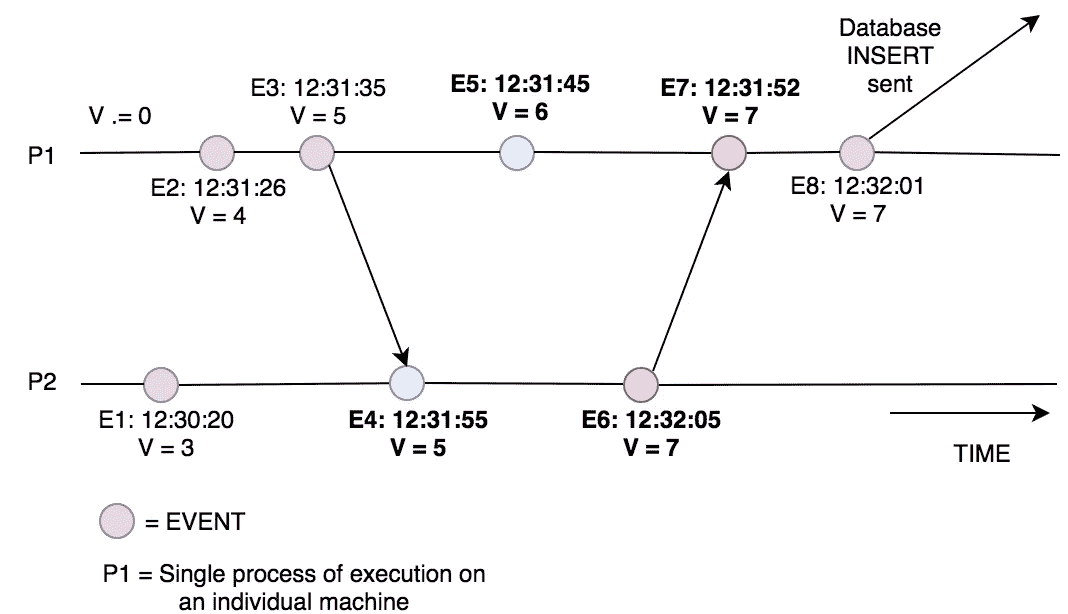 Database
INSERT
sent
E3: 12:31:35
V = 5
E5: 12:31:45
V = 6
E7: 12:31:52
V = 7
V .= 0
P1
E2: 12:31:26
V = 4
E8: 12:32:01
V = 7
P2
E1: 12:30:20
V = 3
E4: 12:31:55
V = 5
E6: 12:32:05
V = 7
TIME
= EVENT
P1 = Single process of execution on
an individual machine